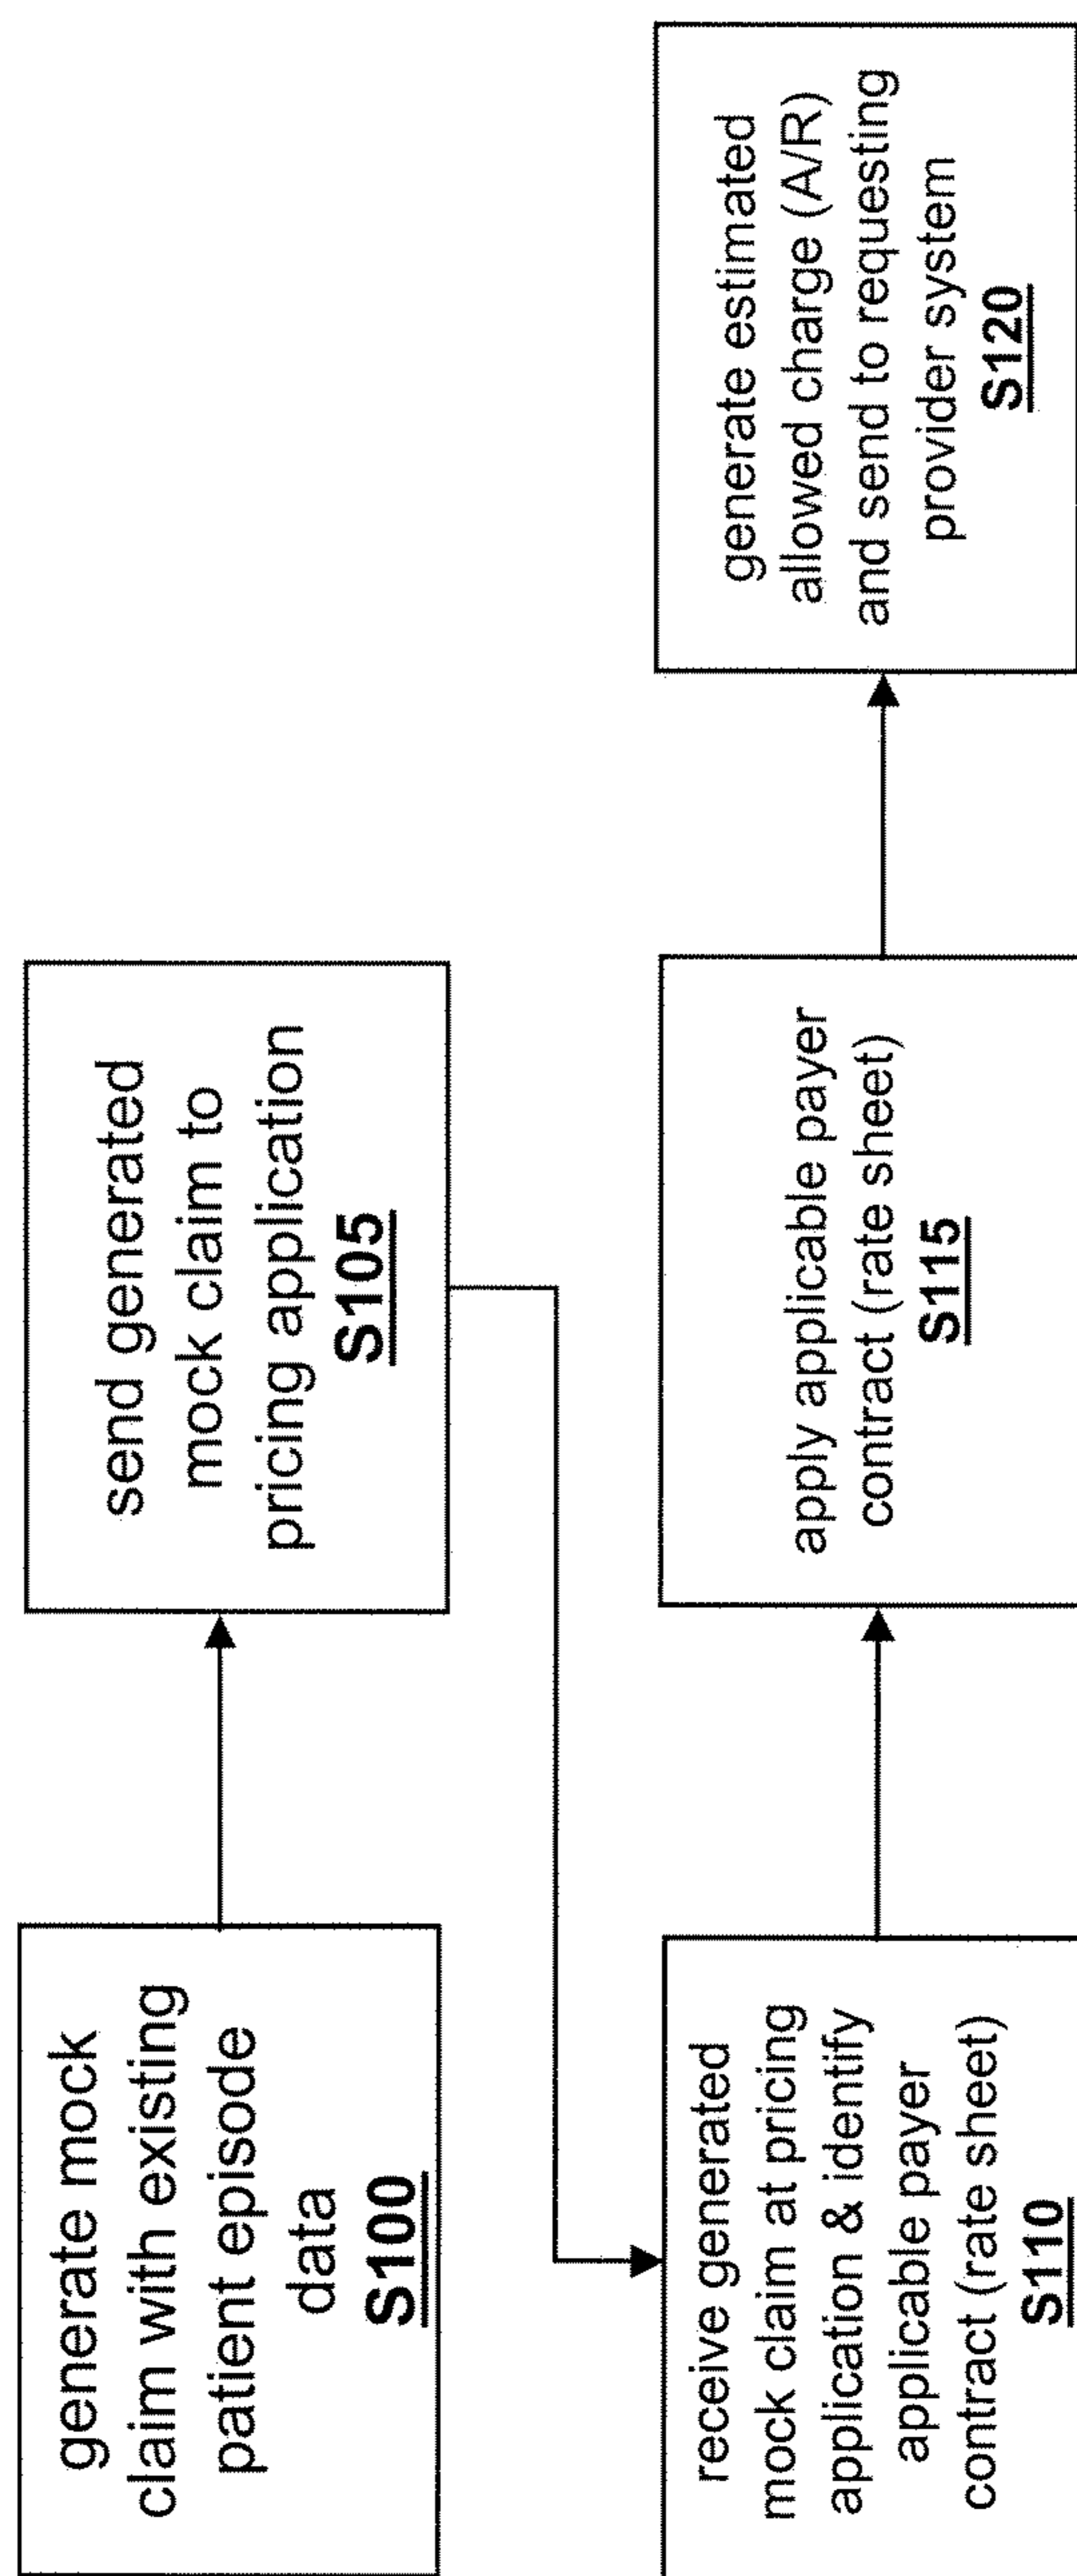 generate mock
claim with existing
patient episode
data
S100
send generated
mock claim to
pricing application
S105
receive generated
mock claim at pricing
application & identify
applicable payer
contract (rate sheet)
S110
apply applicable payer
contract (rate sheet)
S115
generate estimated
allowed charge (A/R)
and send to requesting
provider system
S120